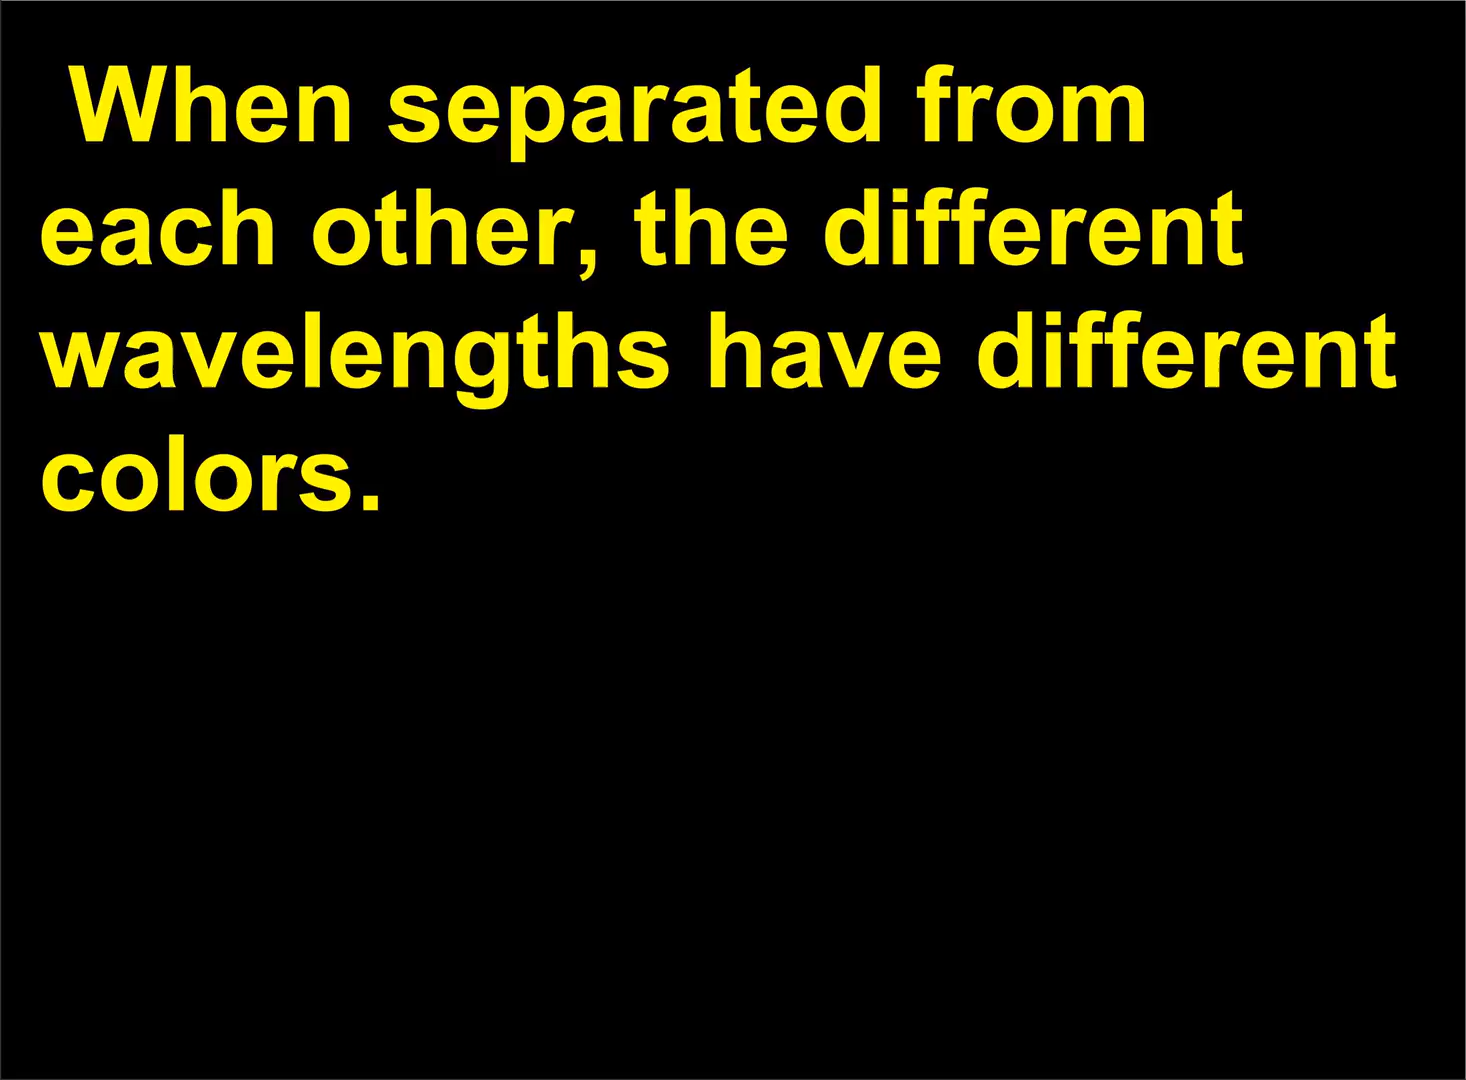 When separated from
each other, the different
wavelengths have different
colors.